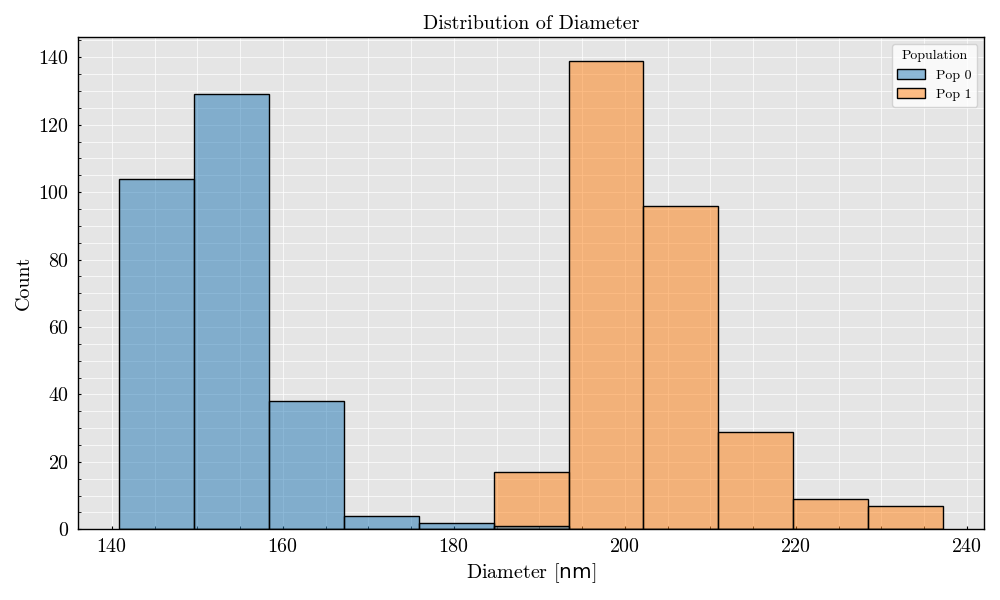 Distribution of Diameter
Population
Pop 0
Pop 1
Count
140
120
100
80
60
40
20
0
140 160 180 200 220 240
Diameter [nm]